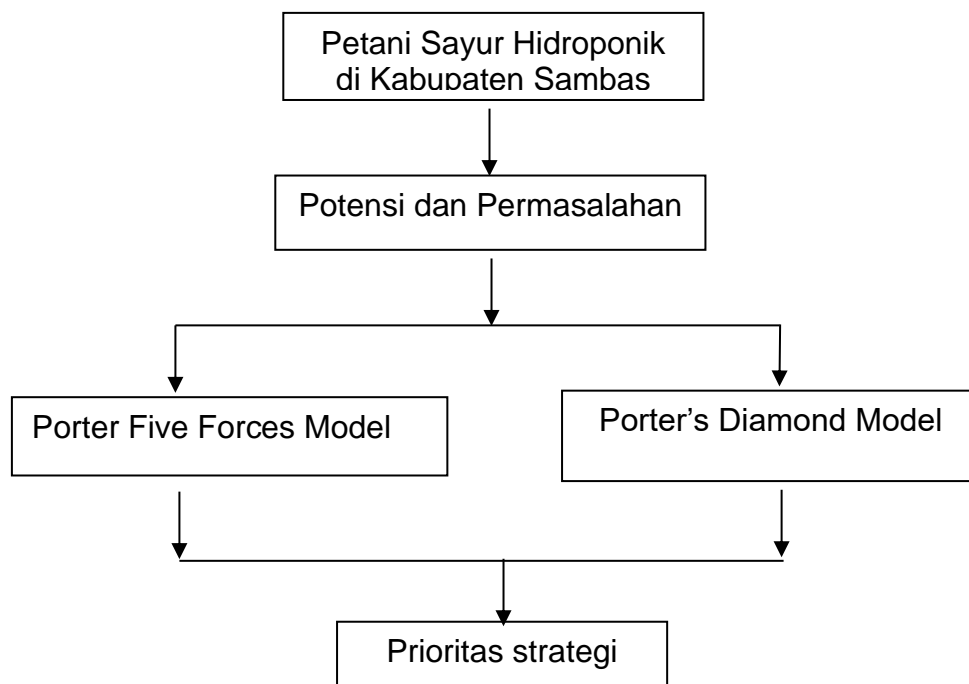 Petani Sayur Hidroponik
di Kabupaten Sambas
Potensi dan Permasalahan
Porter Five Forces Model
Porter’s Diamond Model
Prioritas strategi